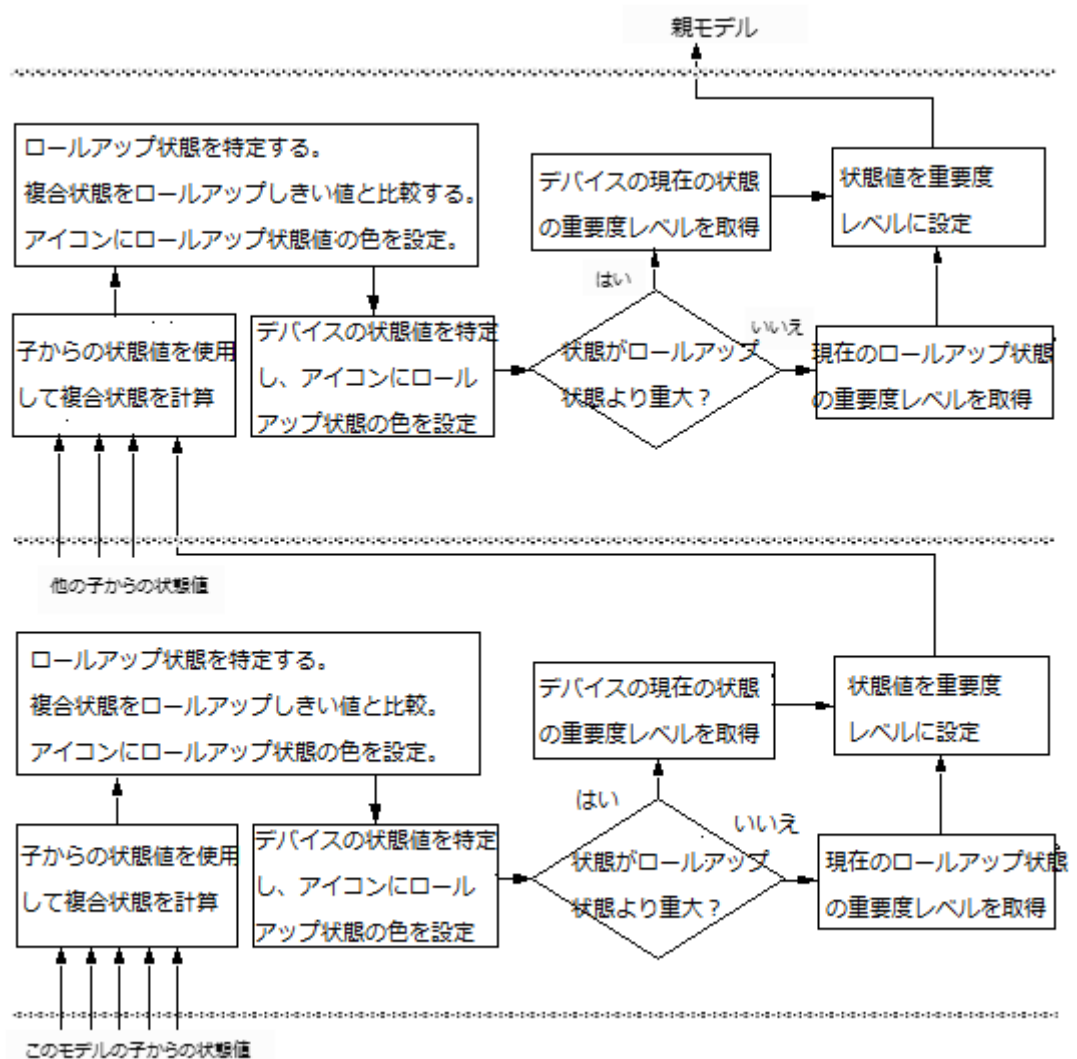 親モデル
ロールアップ状態を特定する。
複合状態をロールアップしきい値と比較する。
アイコンにロールアップ状態値の色を設定。
デバイスの現在の状態
の重要度レベルを取得
状態値を重要度
レベルに設定
はい
いいえ
子からの状態値を使用
して複合状態を計算
デバイスの状態値を特定
し、アイコンにロール
アップ状態の色を設定
状態がロールアップ
状態より重大？
現在のロールアップ状態
の重要度レベルを取得
他の子からの状態値
ロールアップ状態を特定する。
複合状態をロールアップしきい値と比較。
アイコンにロールアップ状態の色を設定。
デバイスの現在の状態
の重要度レベルを取得
状態値を重要度
レベルに設定
はい
いいえ
子からの状態値を使用
して複合状態を計算
デバイスの状態値を特定
し、アイコンにロール
アップ状態の色を設定
状態がロールアップ
状態より重大？
現在のロールアップ状態
の重要度レベルを取得
このモデルの子からの状態値